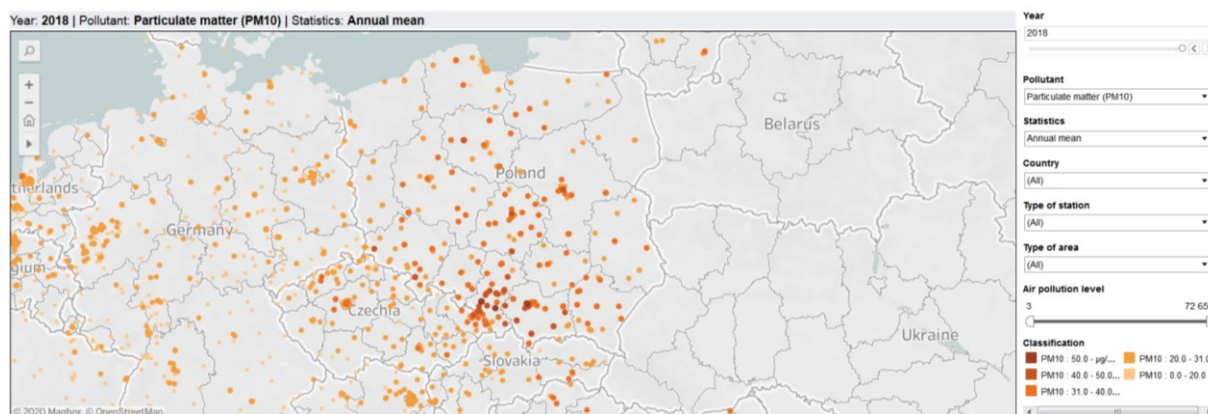 Year: 2018 | Pollutant: Particulate matter (PM10) | Statistics: Annual mean
Belarus
Poland
therlands
Germany
gium
Czechia
Ukraine
Slovakia
© 2020 Mapbox © OpenStreetMap
Year
2018
Pollutant
Particulate matter (PM10)
Statistics
Annual mean
Country
(All)
Type of station
(All)
Type of area
(All)
Air pollution level
3 72 65
Classification
PM10 : 50.0 - µg/... PM10 : 20.0 - 31.0
PM10 : 40.0 - 50.0... PM10 : 0.0 - 20.0
PM10 : 31.0 - 40.0...